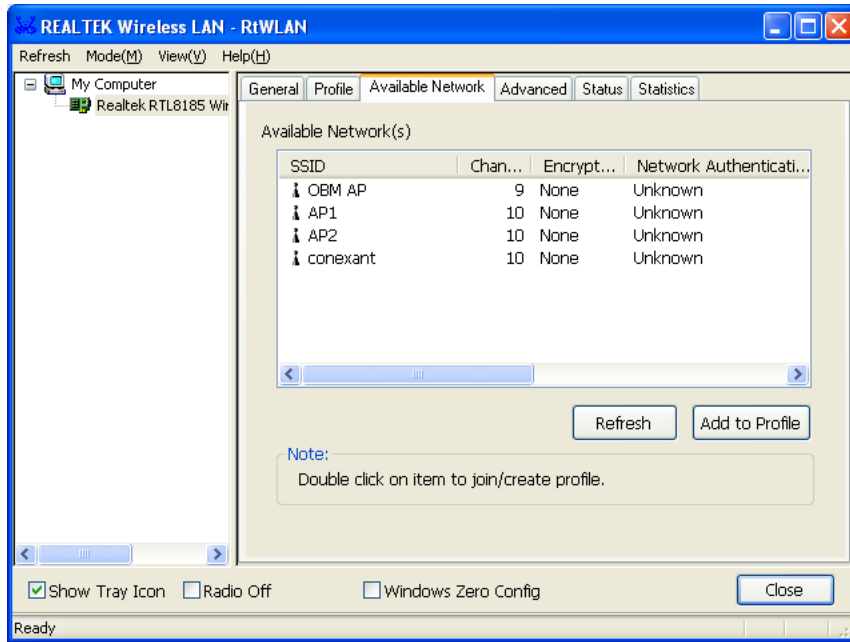 REALTEK Wireless LAN - RtWLAN
Refresh Mode(M) View(V) Help(H)
My Computer
Realtek RTL8185 Wir
General Profile Available Network Advanced Status Statistics
Available Network(s)
SSID Chan... Encrypt... Network Authenticati...
OBM AP 9 None Unknown
AP1 10 None Unknown
AP2 10 None Unknown
conexant 10 None Unknown
Refresh Add to Profile
Note:
Double click on item to join/create profile.
Show Tray Icon Radio Off Windows Zero Config Close
Ready